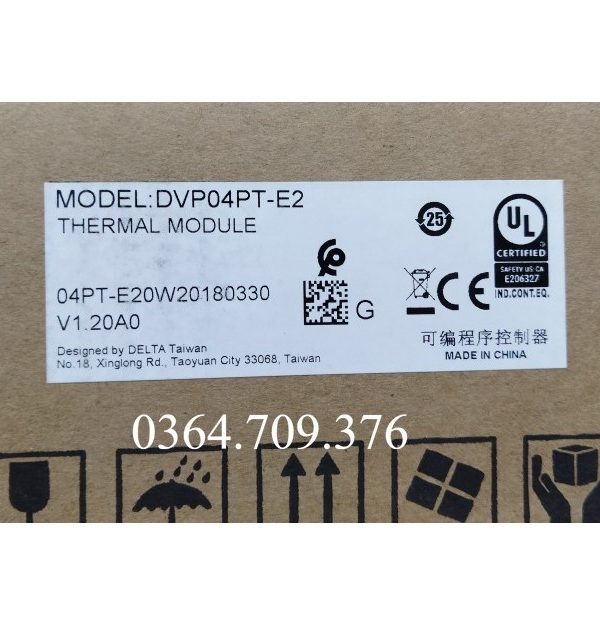 MODEL:DVP04PT-E2
THERMAL MODULE
25
UL
CERTIFIED
SAFETY US·CA
E206327
IND.CONT.EQ.
04PT-E20W20180330
V1.20A0
G
CE
Designed by DELTA Taiwan
No.18, Xinglong Rd., Taoyuan City 33068, Taiwan
可编程序控制器
MADE IN CHINA
0364.709.376